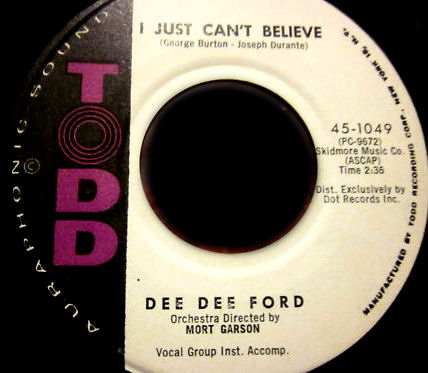 I JUST CAN'T BELIEVE
(George Burton - Joseph Durante)
AURAPHONIC SOUND
©
TODD
45-1049
(PC-9672)
Skidmore Music Co.
(ASCAP)
Time 2:36
Dist. Exclusively by
Dot Records Inc.
DEE DEE FORD
Orchestra Directed by
MORT GARSON
Vocal Group Inst. Accomp.
MANUFACTURED BY TODD RECORDING CORP. NEW YORK 19, N. Y.